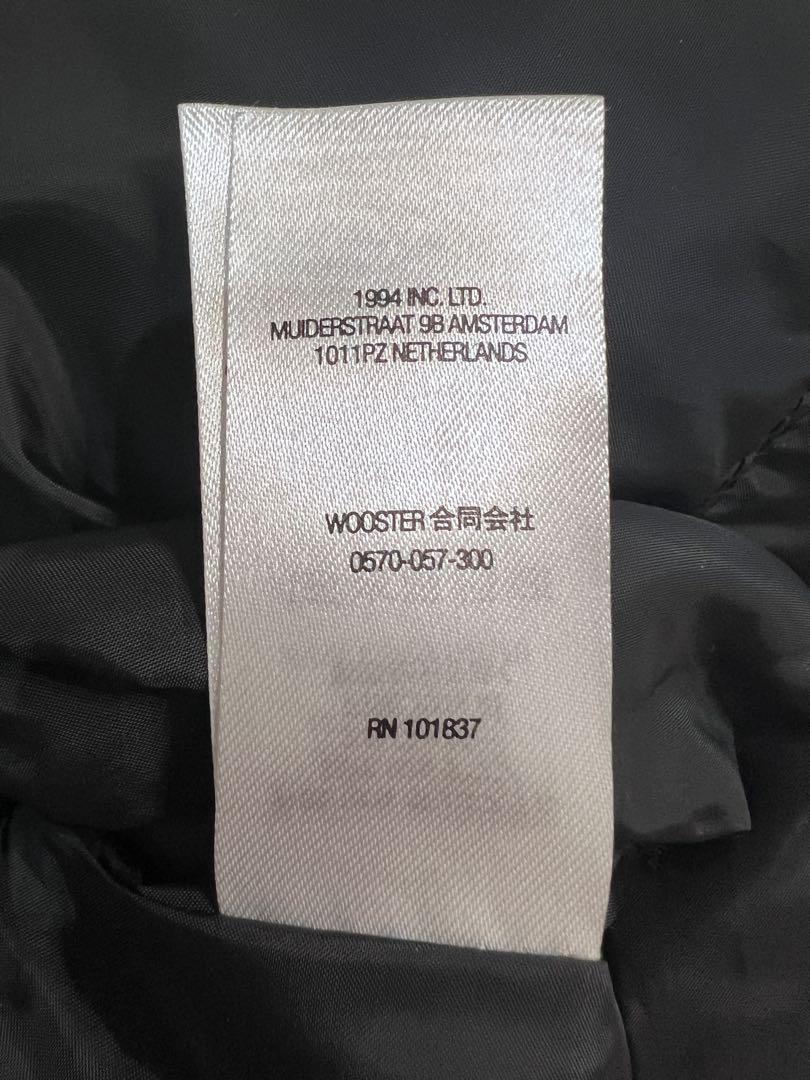 1994 INC. LTD.
MUIDERSTRAAT 9B AMSTERDAM
1011PZ NETHERLANDS
WOOSTER 合同会社
0570-057-300
RN 101837